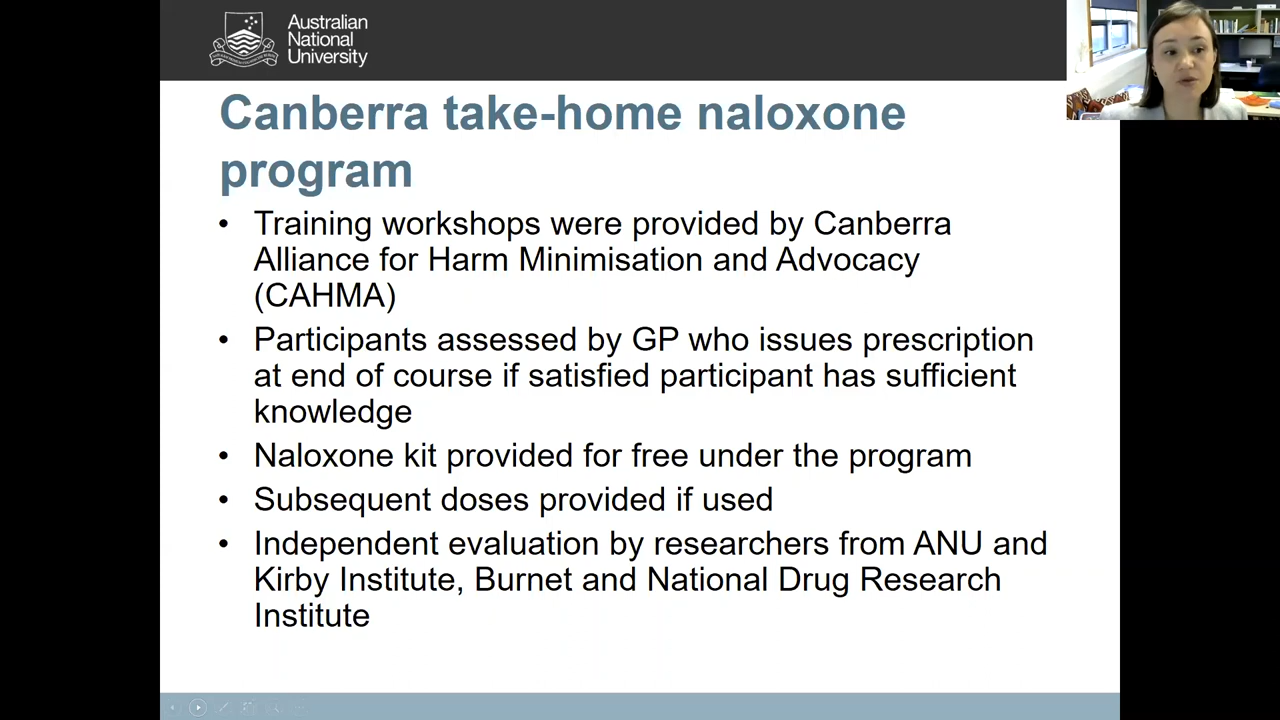 Australian
National
University
Canberra take-home naloxone
program
• Training workshops were provided by Canberra
Alliance for Harm Minimisation and Advocacy
(CAHMA)
• Participants assessed by GP who issues prescription
at end of course if satisfied participant has sufficient
knowledge
• Naloxone kit provided for free under the program
• Subsequent doses provided if used
• Independent evaluation by researchers from ANU and
Kirby Institute, Burnet and National Drug Research
Institute